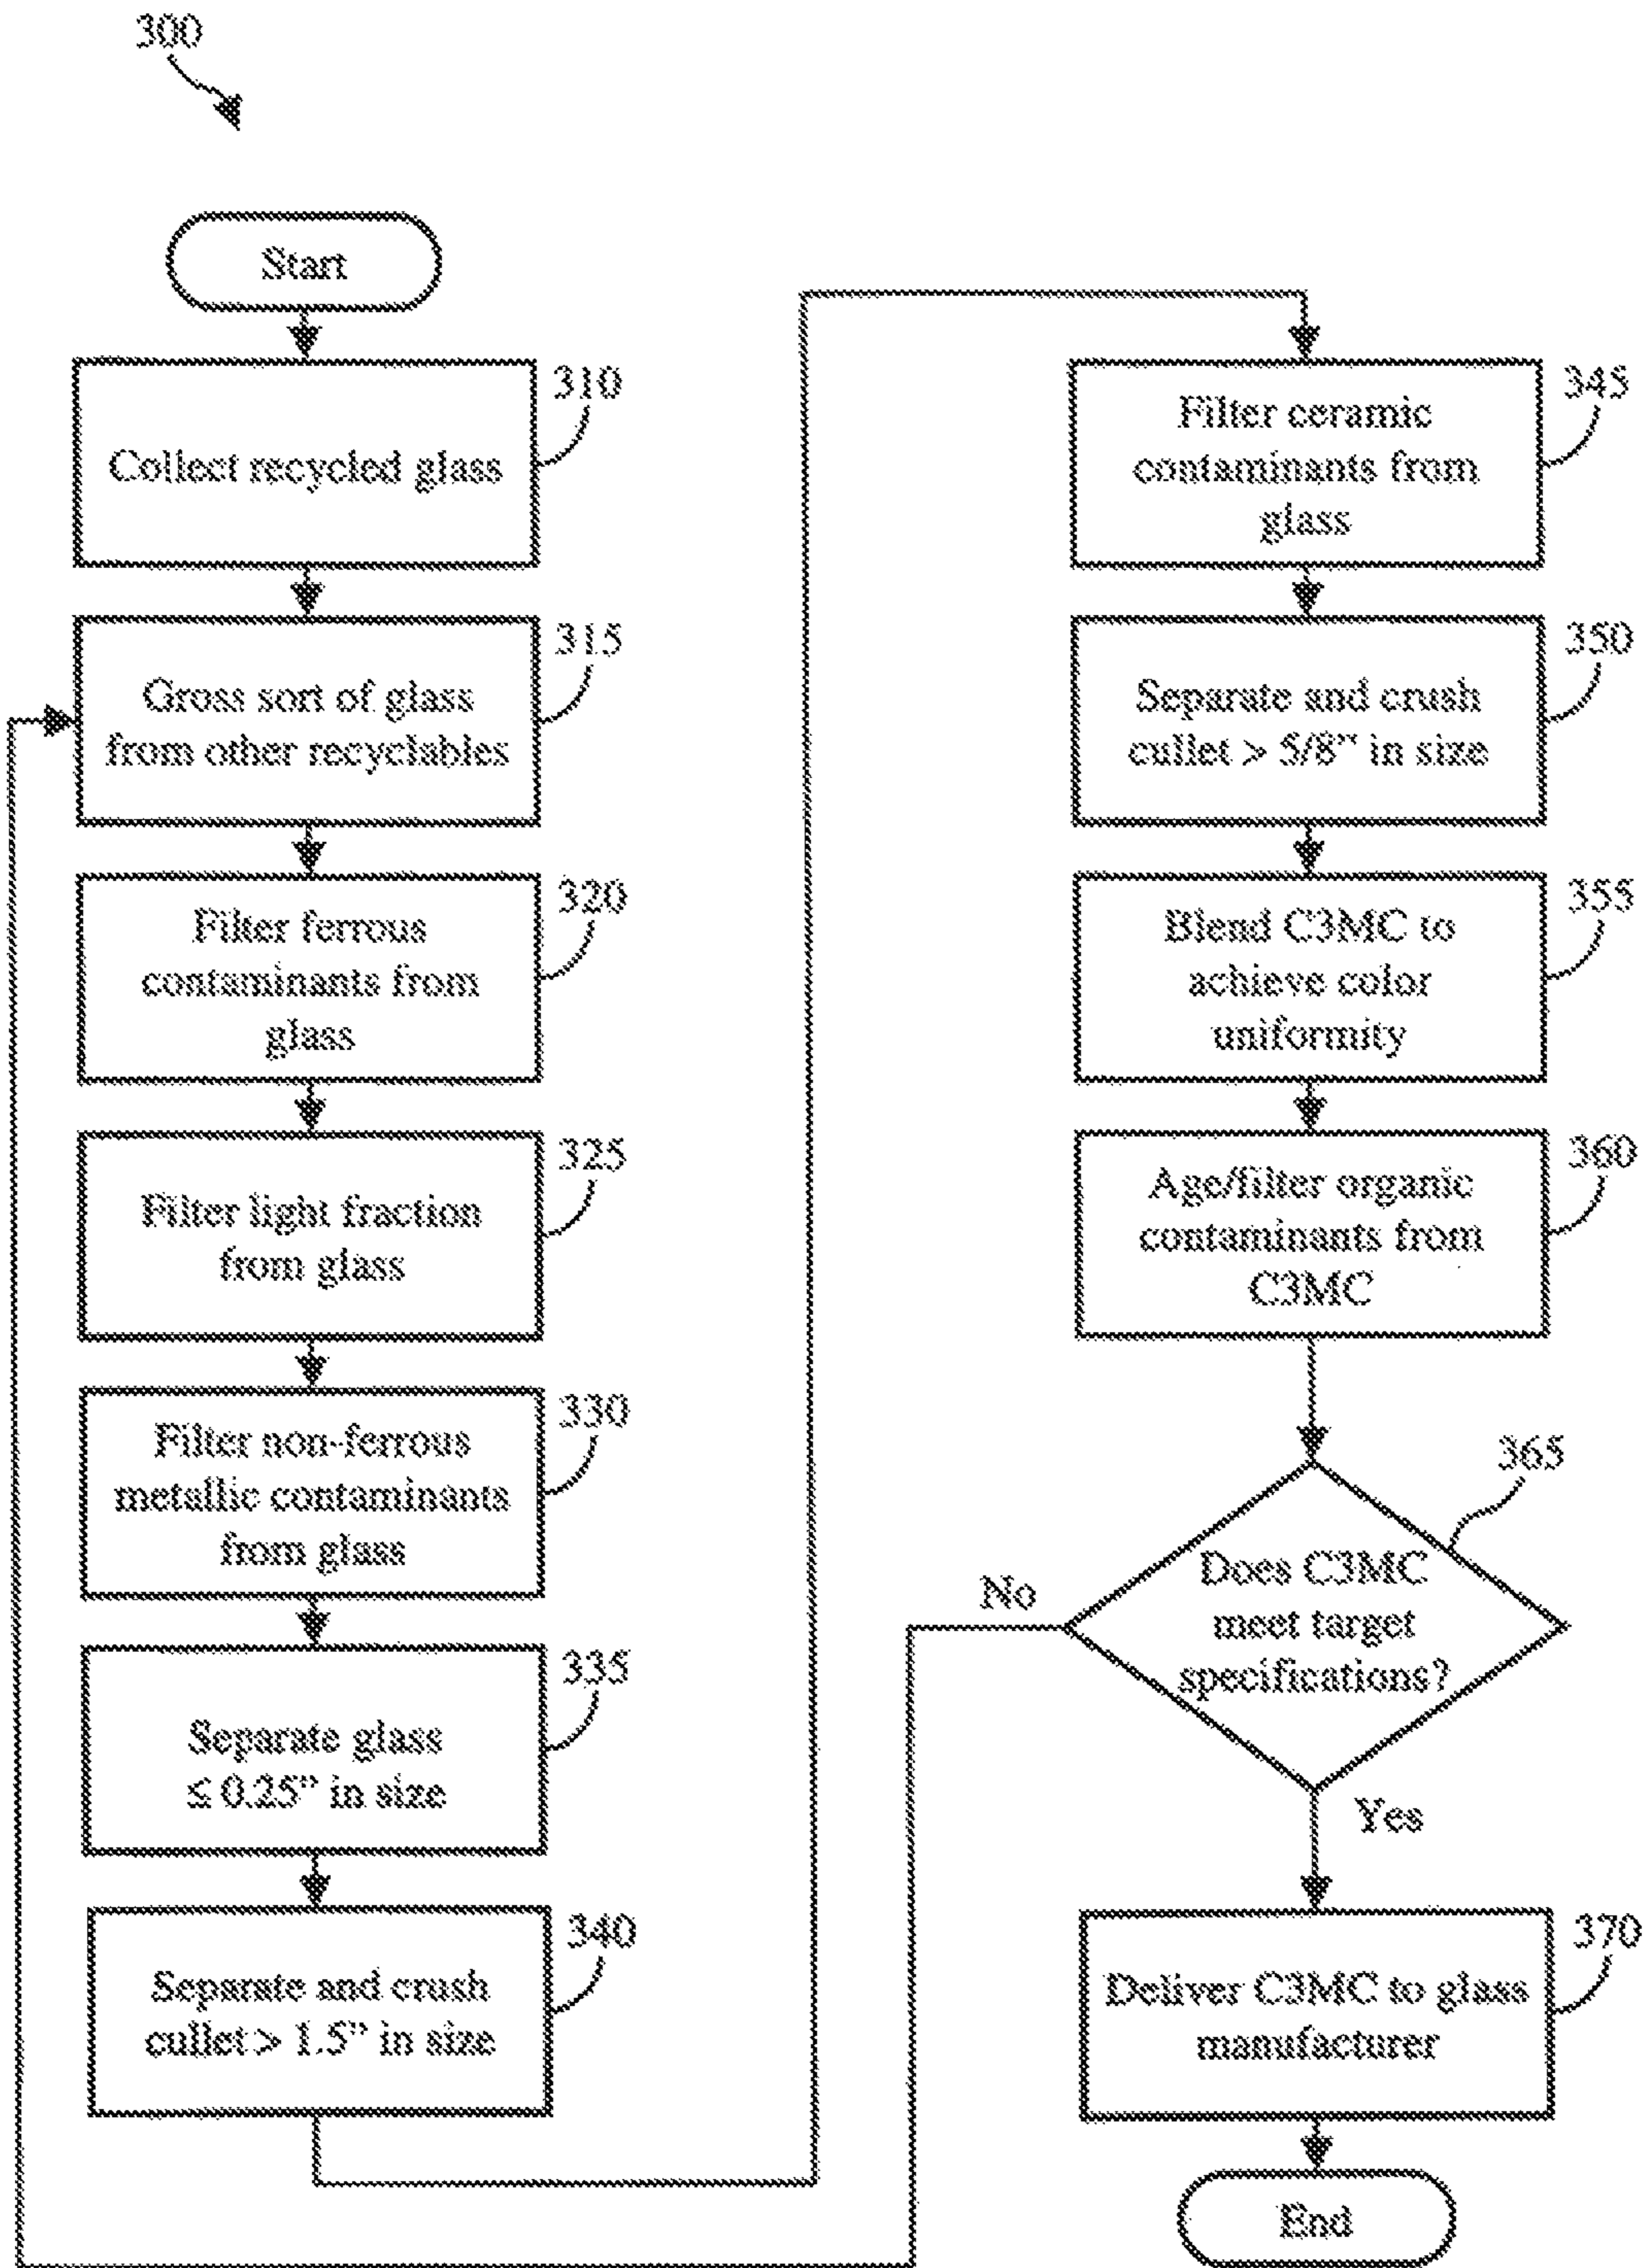 300
Start
310
Collect recycled glass
315
Gross sort of glass
from other recyclables
320
Filter ferrous
contaminants from
glass
325
Filter light fraction
from glass
330
Filter non-ferrous
metallic contaminants
from glass
335
Separate glass
≤ 0.25” in size
340
Separate and crush
cullet > 1.5” in size
345
Filter ceramic
contaminants from
glass
350
Separate and crush
cullet > 5/8” in size
355
Blend C3MC to
achieve color
uniformity
360
Age/filter organic
contaminants from
C3MC
365
Does C3MC
meet target
specifications?
No
Yes
370
Deliver C3MC to glass
manufacturer
End